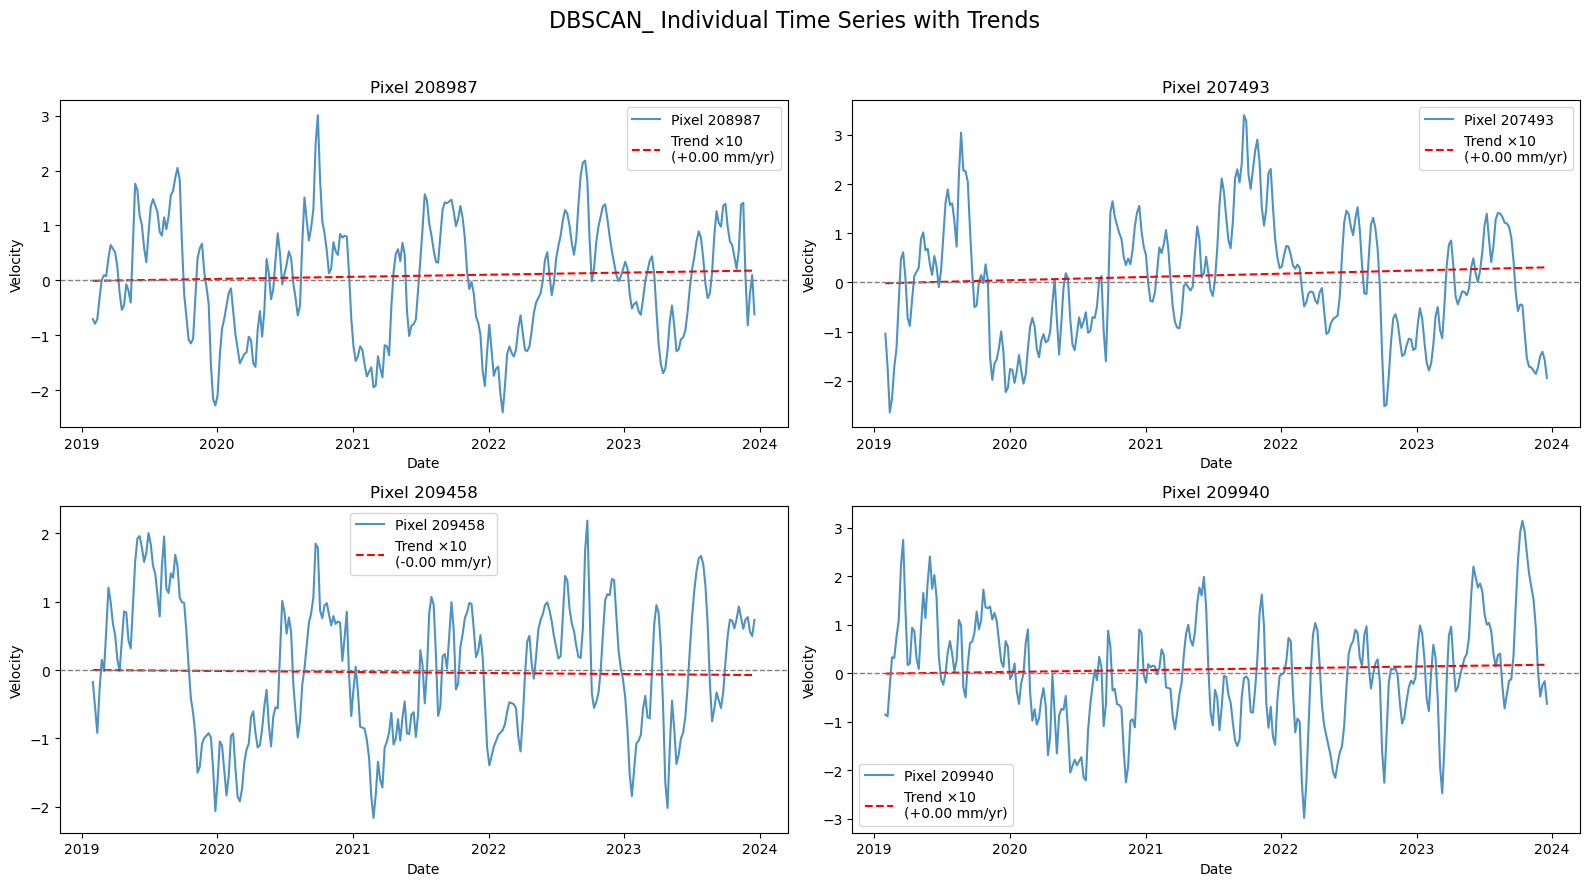 DBSCAN_ Individual Time Series with Trends
Pixel 208987
3
2
1
0
−1
−2
Velocity
Pixel 208987
Trend ×10
(+0.00 mm/yr)
2019 2020 2021 2022 2023 2024
Date
Pixel 207493
3
2
1
0
−1
−2
Velocity
Pixel 207493
Trend ×10
(+0.00 mm/yr)
2019 2020 2021 2022 2023 2024
Date
Pixel 209458
2
1
0
−1
−2
Velocity
Pixel 209458
Trend ×10
(-0.00 mm/yr)
2019 2020 2021 2022 2023 2024
Date
Pixel 209940
3
2
1
0
−1
−2
−3
Velocity
Pixel 209940
Trend ×10
(+0.00 mm/yr)
2019 2020 2021 2022 2023 2024
Date